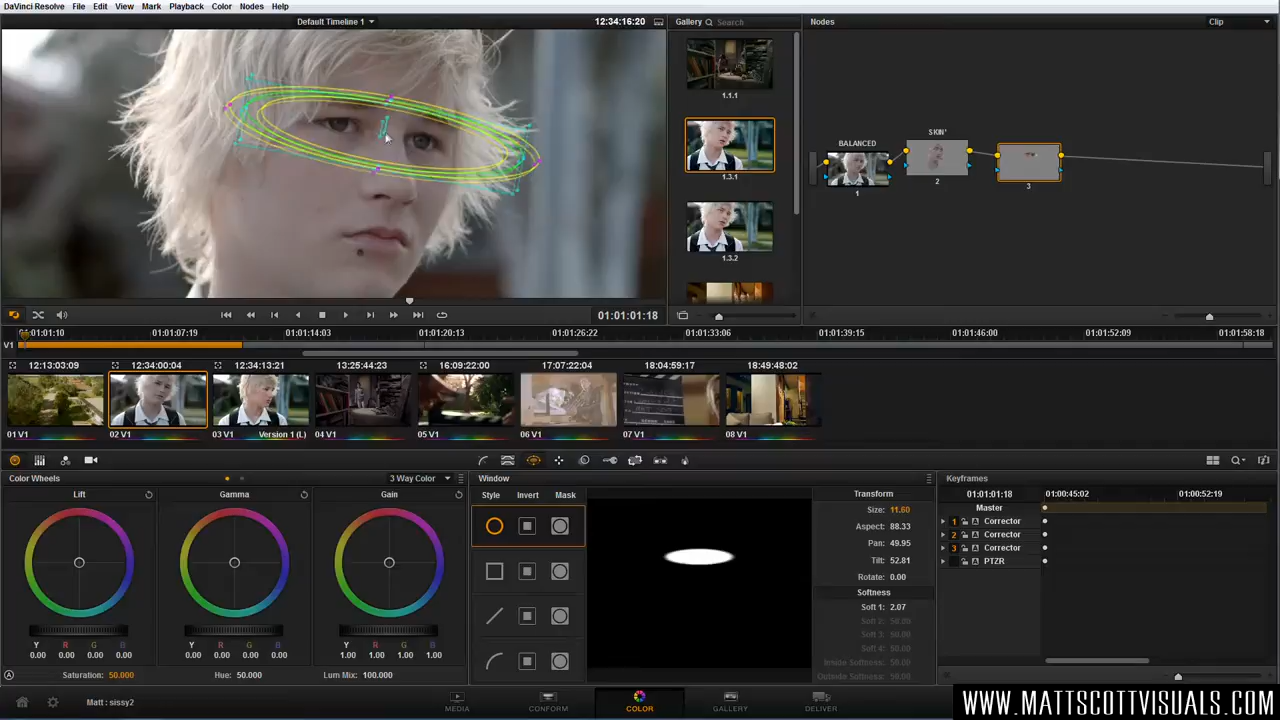 DaVinci Resolve File Edit View Mark Playback Color Nodes Help
Default Timeline 1 12:34:16:20 Gallery Search Nodes Clip
1.1.1
1.3.1
1.3.2
BALANCED SKIN'
1 2 3
01:01:01:18
01:01:01:10 01:01:07:19 01:01:14:03 01:01:20:13 01:01:26:22 01:01:33:06 01:01:39:15 01:01:46:00 01:01:52:09 01:01:58:18
V1
12:13:03:09 12:34:00:04 12:34:13:21 13:25:44:23 16:09:22:00 17:07:22:04 18:04:59:17 18:49:48:02
01 V1 02 V1 03 V1 Version 1 (L) 04 V1 05 V1 06 V1 07 V1 08 V1
Color Wheels 3 Way Color Window Keyframes
Lift Gamma Gain
Style Invert Mask Transform
Size: 11.60
Aspect: 88.33
Pan: 49.95
Tilt: 52.81
Rotate: 0.00
Softness
Soft 1: 2.07
Soft 2: 50.00
Soft 3: 50.00
Soft 4: 50.00
Inside Softness: 50.00
Outside Softness: 50.00
01:01:01:18 01:00:45:02 01:00:52:19
Master
1 Corrector
2 Corrector
3 Corrector
PTZR
Y R G B Y R G B Y R G B
0.00 0.00 0.00 0.00 0.00 0.00 0.00 0.00 1.00 1.00 1.00 1.00
A Saturation: 50.000 Hue: 50.000 Lum Mix: 100.000
Matt : sissy2 MEDIA CONFORM COLOR GALLERY DELIVER
WWW.MATTSCOTTVISUALS.COM